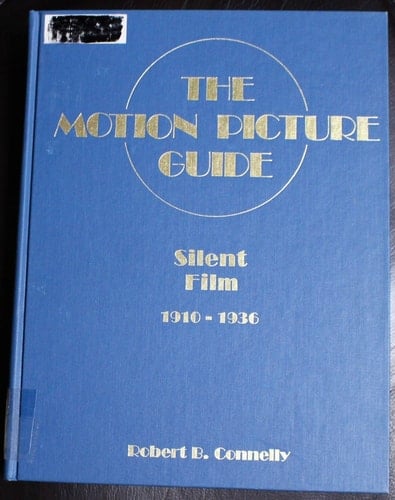 THE
MOTION PICTURE
GUIDE
Silent
Film
1910 - 1936
Robert B. Connelly